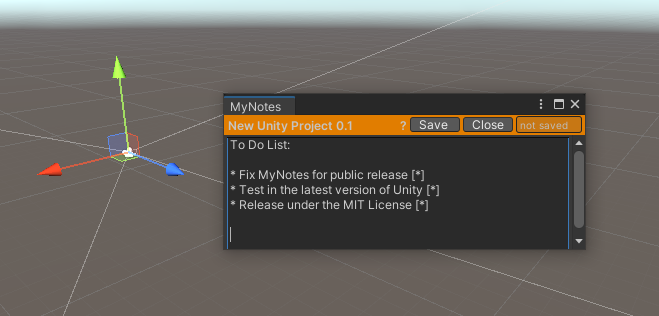 MyNotes
New Unity Project 0.1 ? Save Close not saved
To Do List:
* Fix MyNotes for public release [*]
* Test in the latest version of Unity [*]
* Release under the MIT License [*]